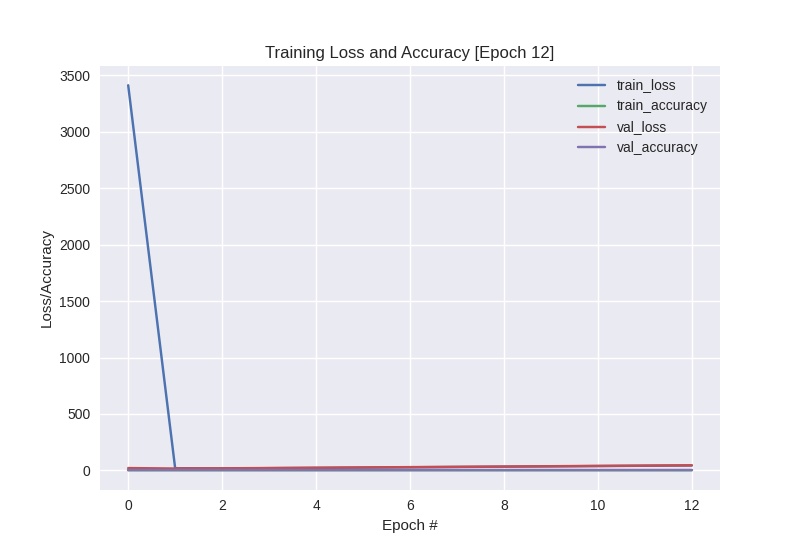 Training Loss and Accuracy [Epoch 12]
train_loss
train_accuracy
val_loss
val_accuracy
3500
3000
2500
2000
1500
1000
500
0
Loss/Accuracy
0 2 4 6 8 10 12
Epoch #